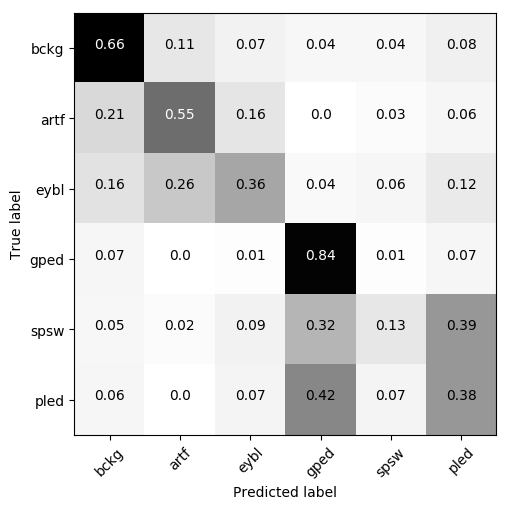 bckg 0.66 0.11 0.07 0.04 0.04 0.08
artf 0.21 0.55 0.16 0.0 0.03 0.06
eybl 0.16 0.26 0.36 0.04 0.06 0.12
gped 0.07 0.0 0.01 0.84 0.01 0.07
spsw 0.05 0.02 0.09 0.32 0.13 0.39
pled 0.06 0.0 0.07 0.42 0.07 0.38
True label
bckg artf eybl gped spsw pled
Predicted label